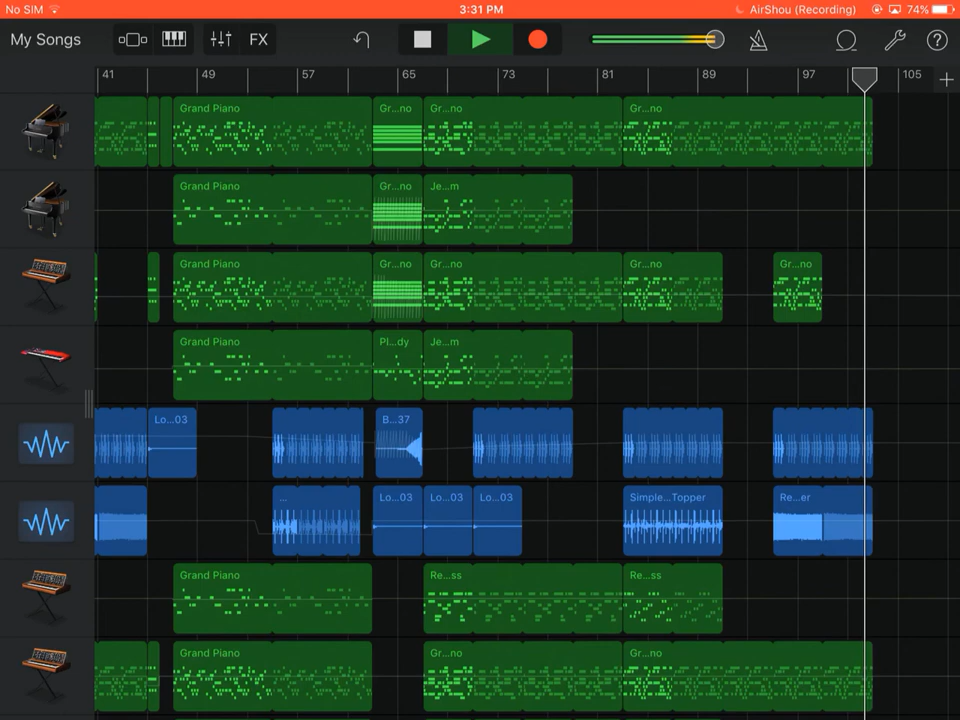 No SIM 3:31 PM AirShou (Recording) 74%
My Songs FX
41 49 57 65 73 81 89 97 105
Grand Piano Gr...no Gr...no Gr...no
Grand Piano Gr...no Je...m
Grand Piano Gr...no Gr...no Gr...no Gr...no
Grand Piano Pl...dy Je...m
Lo...03 B...37
... Lo...03 Lo...03 Lo...03 Simple...Topper Re...er
Grand Piano Re...ss Re...ss
Grand Piano Gr...no Gr...no